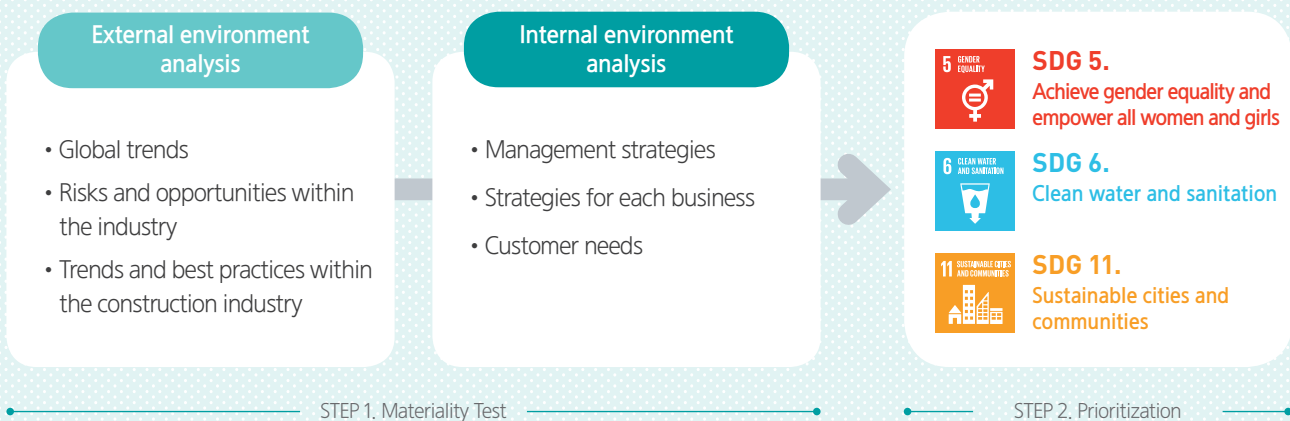 External environment
analysis
• Global trends
• Risks and opportunities within
the industry
• Trends and best practices within
the construction industry
Internal environment
analysis
• Management strategies
• Strategies for each business
• Customer needs
5 GENDER
EQUALITY
SDG 5.
Achieve gender equality and
empower all women and girls
6 CLEAN WATER
AND SANITATION
SDG 6.
Clean water and sanitation
11 SUSTAINABLE CITIES
AND COMMUNITIES
SDG 11.
Sustainable cities and
communities
STEP 1. Materiality Test
STEP 2. Prioritization